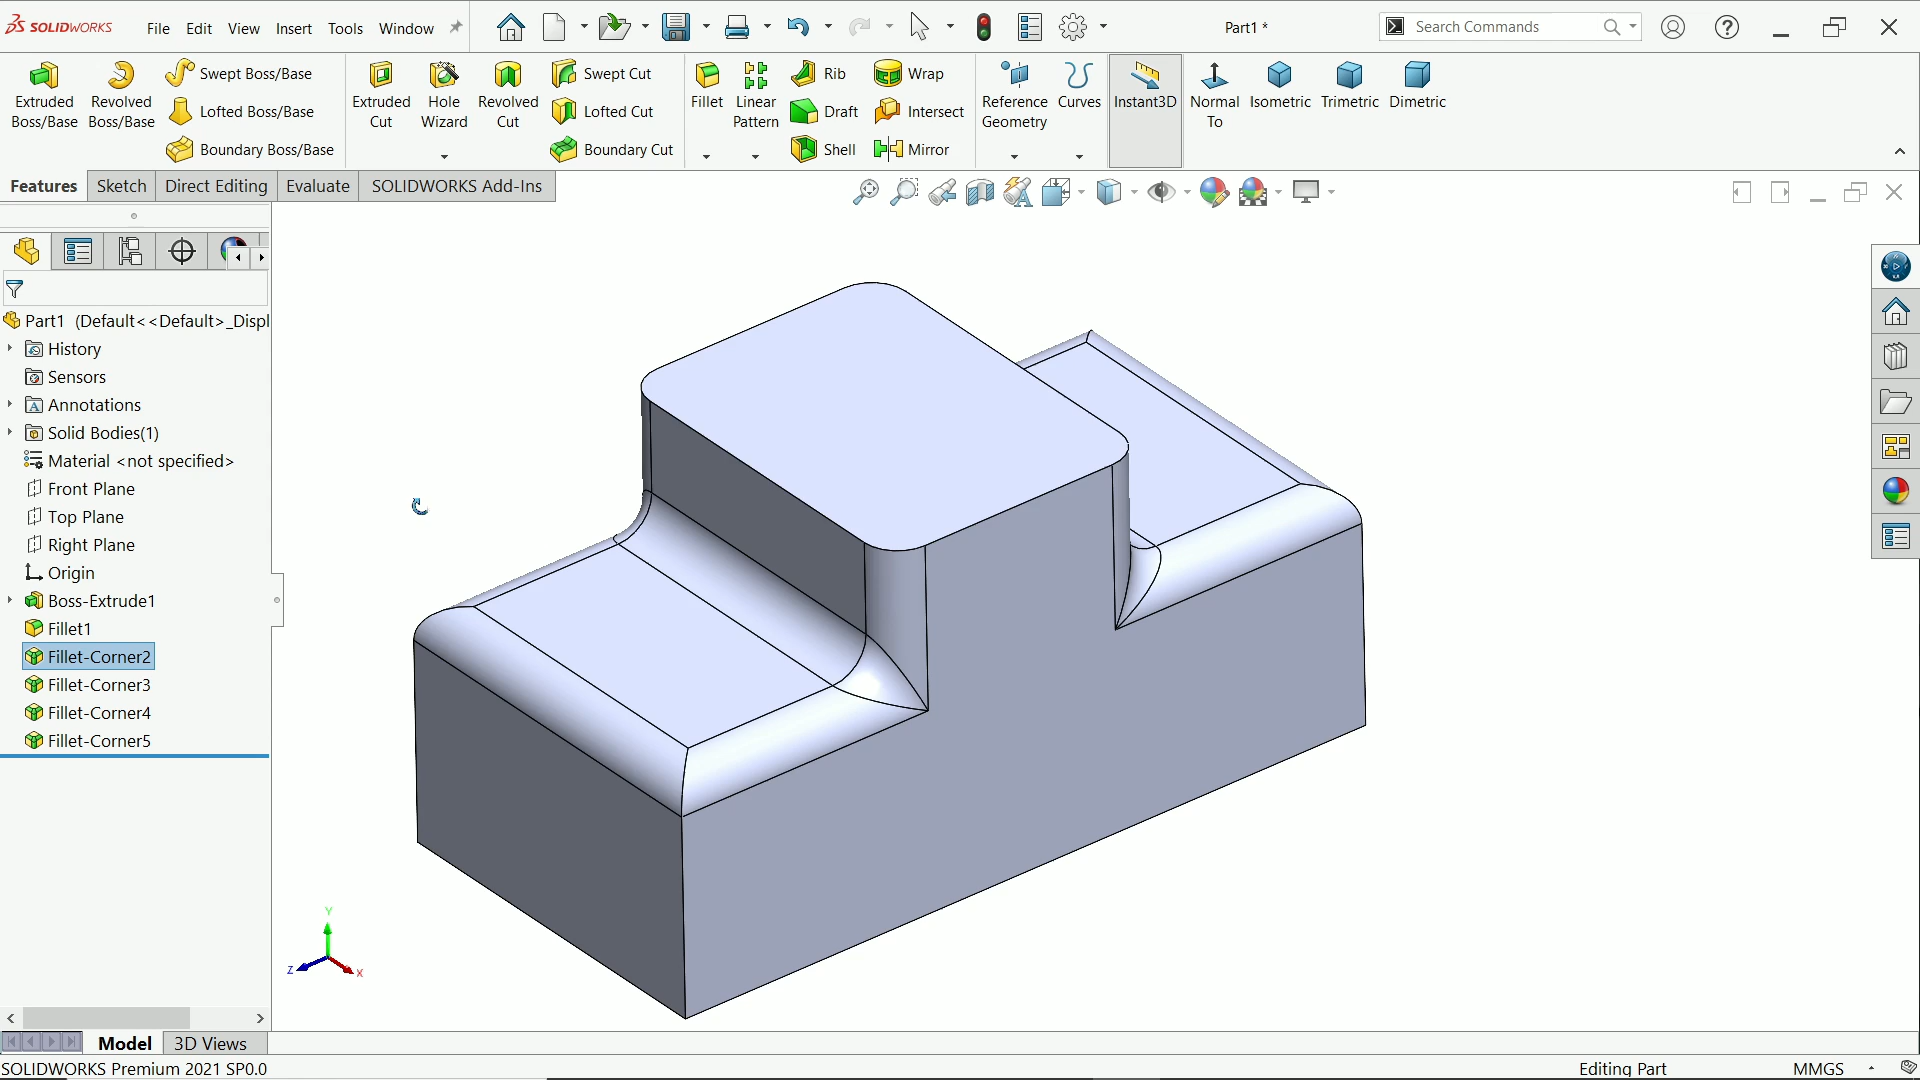 SOLIDWORKS File Edit View Insert Tools Window Part1 * Search Commands
Extruded Boss/Base
Revolved Boss/Base
Swept Boss/Base
Lofted Boss/Base
Boundary Boss/Base
Extruded Cut
Hole Wizard
Revolved Cut
Swept Cut
Lofted Cut
Boundary Cut
Fillet
Linear Pattern
Rib
Draft
Shell
Wrap
Intersect
Mirror
Reference Geometry
Curves
Instant3D
Normal To
Isometric
Trimetric
Dimetric
Features Sketch Direct Editing Evaluate SOLIDWORKS Add-Ins
Part1 (Default<<Default>_Displ
History
Sensors
Annotations
Solid Bodies(1)
Material <not specified>
Front Plane
Top Plane
Right Plane
Origin
Boss-Extrude1
Fillet1
Fillet-Corner2
Fillet-Corner3
Fillet-Corner4
Fillet-Corner5
Y
Z
X
Model 3D Views
SOLIDWORKS Premium 2021 SP0.0 Editing Part MMGS